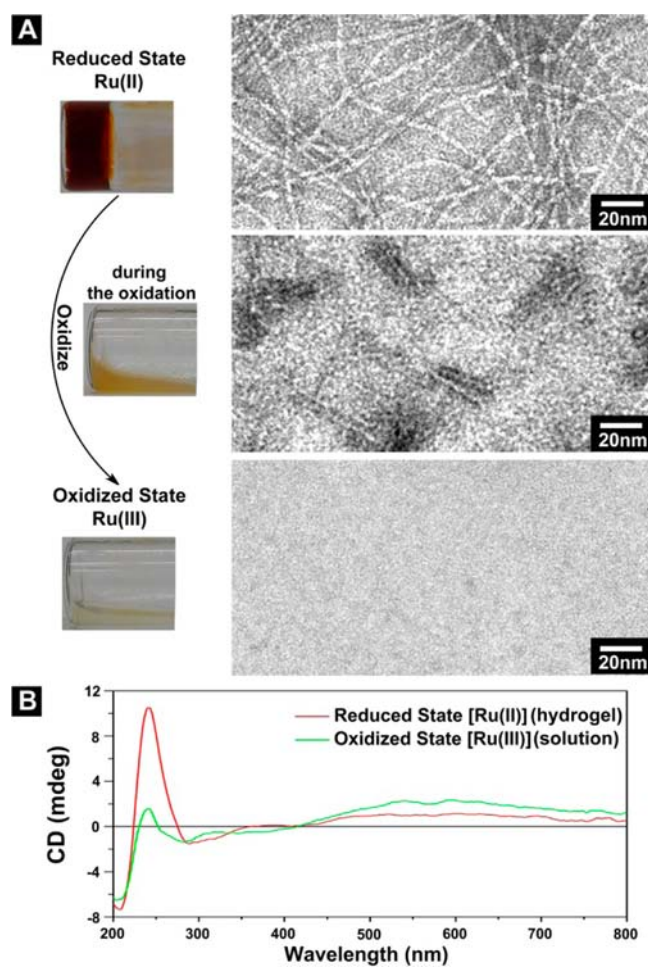 A
Reduced State
Ru(II)
20nm
during
the oxidation
Oxidize
20nm
Oxidized State
Ru(III)
20nm
B
Reduced State [Ru(II)] (hydrogel)
Oxidized State [Ru(III)] (solution)
CD (mdeg)
12
8
4
0
-4
-8
200
300
400
500
600
700
800
Wavelength (nm)